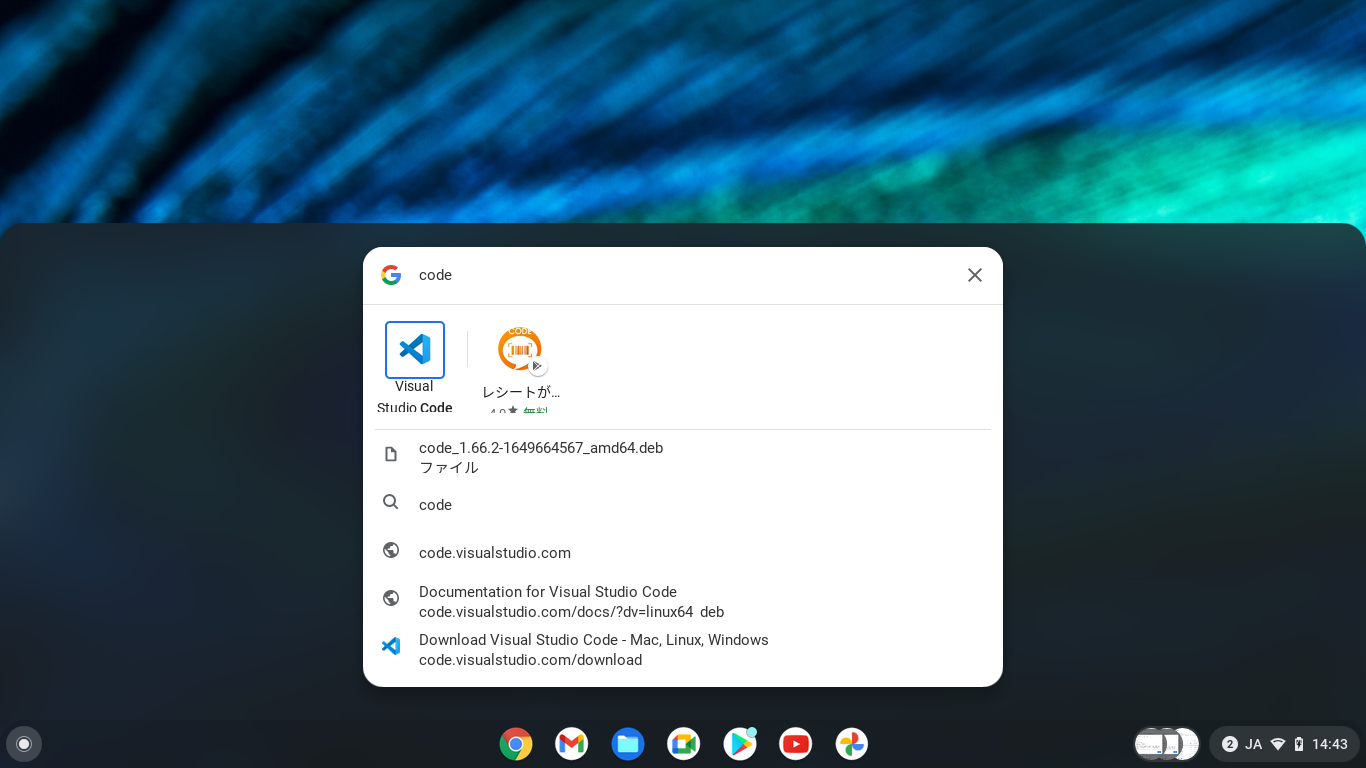 code
CODE
Visual
Studio Code
レシートが...
4.0★ 無料
code_1.66.2-1649664567_amd64.deb
ファイル
code
code.visualstudio.com
Documentation for Visual Studio Code
code.visualstudio.com/docs/?dv=linux64_deb
Download Visual Studio Code - Mac, Linux, Windows
code.visualstudio.com/download
2 JA 14:43